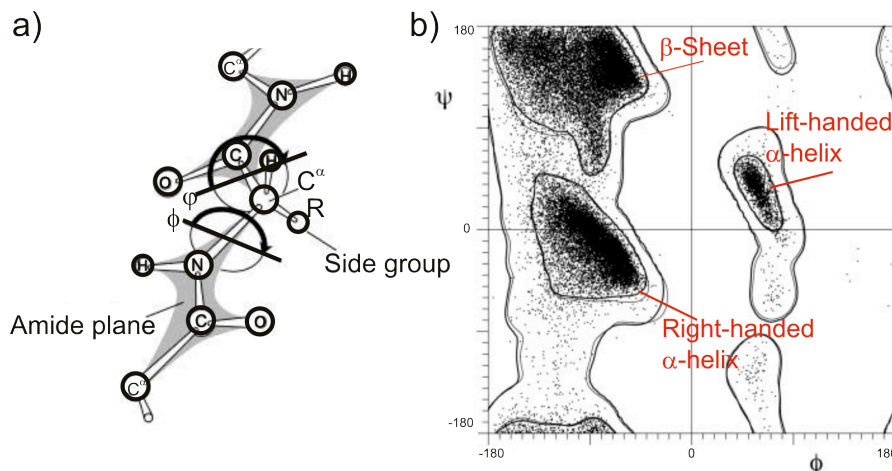 a)
Cα
N
H
C
H
O
φ
Cα
R
ϕ
Side group
H
N
Amide plane
C
O
Cα
b)
180
β-Sheet
ψ
Lift-handed
α-helix
0
Right-handed
α-helix
-180
-180
0
180
ϕ